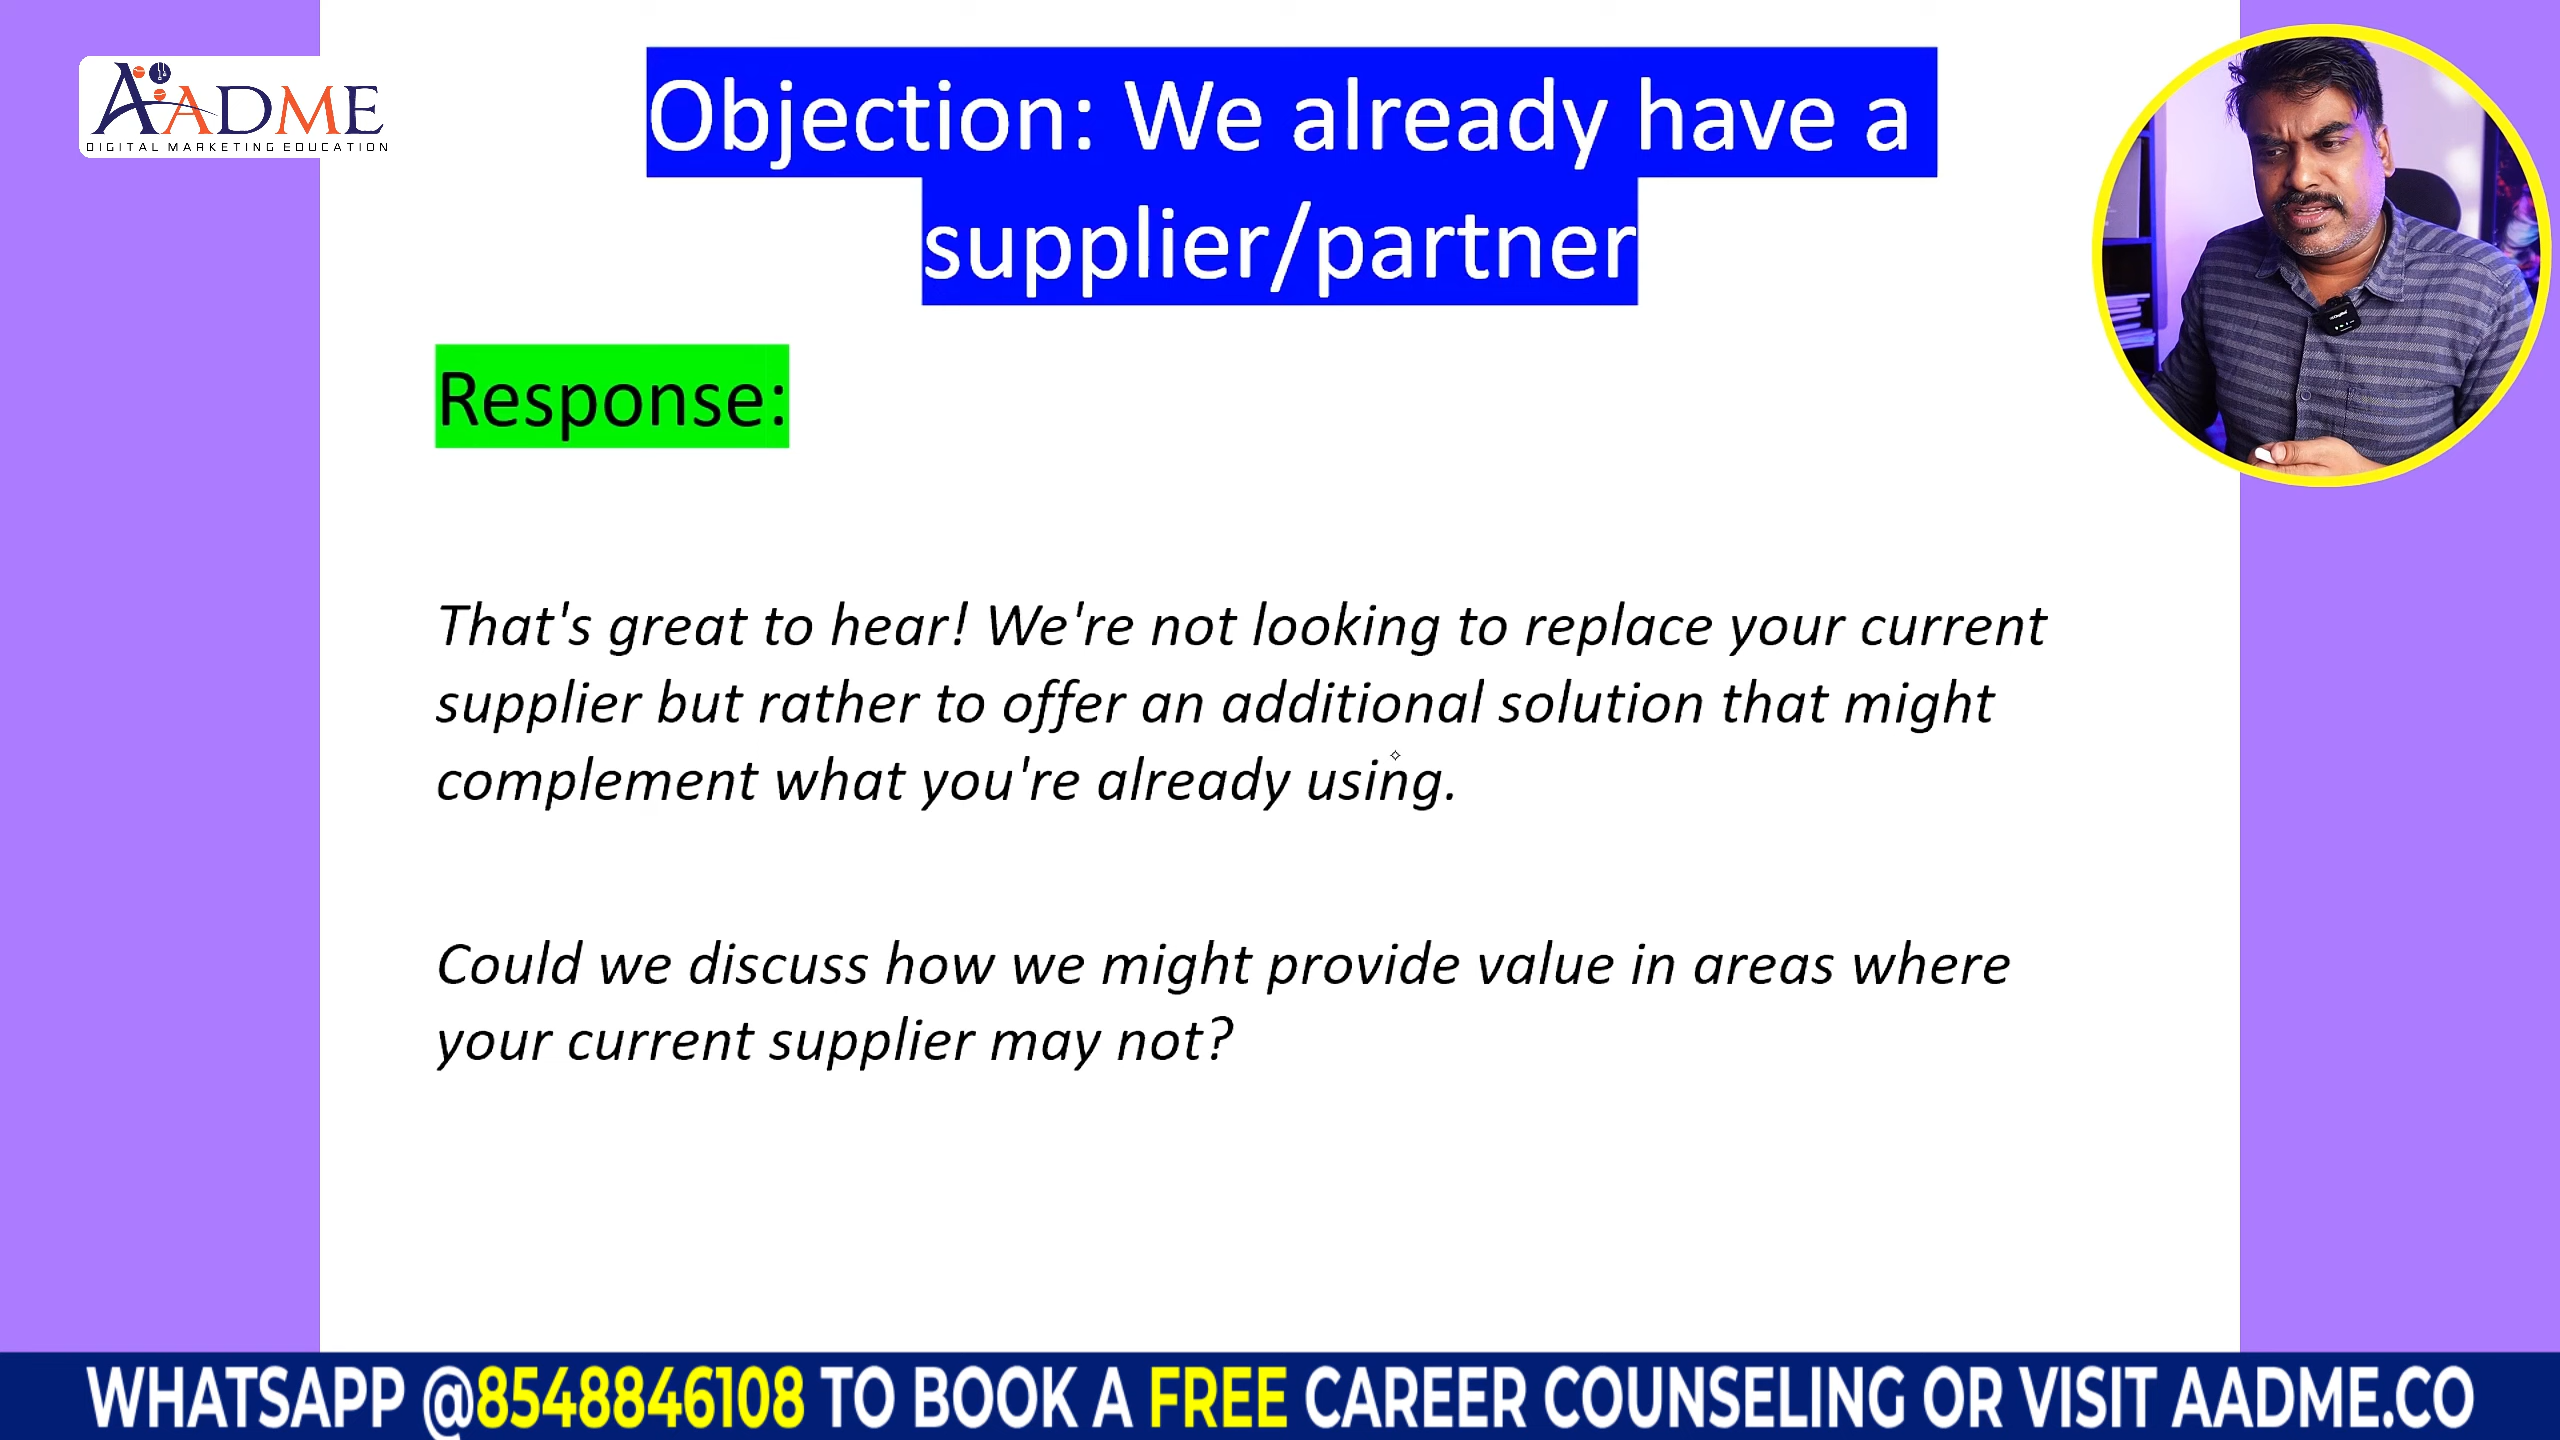 AADME
DIGITAL MARKETING EDUCATION
Objection: We already have a
supplier/partner
Response:
That's great to hear! We're not looking to replace your current
supplier but rather to offer an additional solution that might
complement what you're already using.
Could we discuss how we might provide value in areas where
your current supplier may not?
WHATSAPP @8548846108 TO BOOK A FREE CAREER COUNSELING OR VISIT AADME.CO